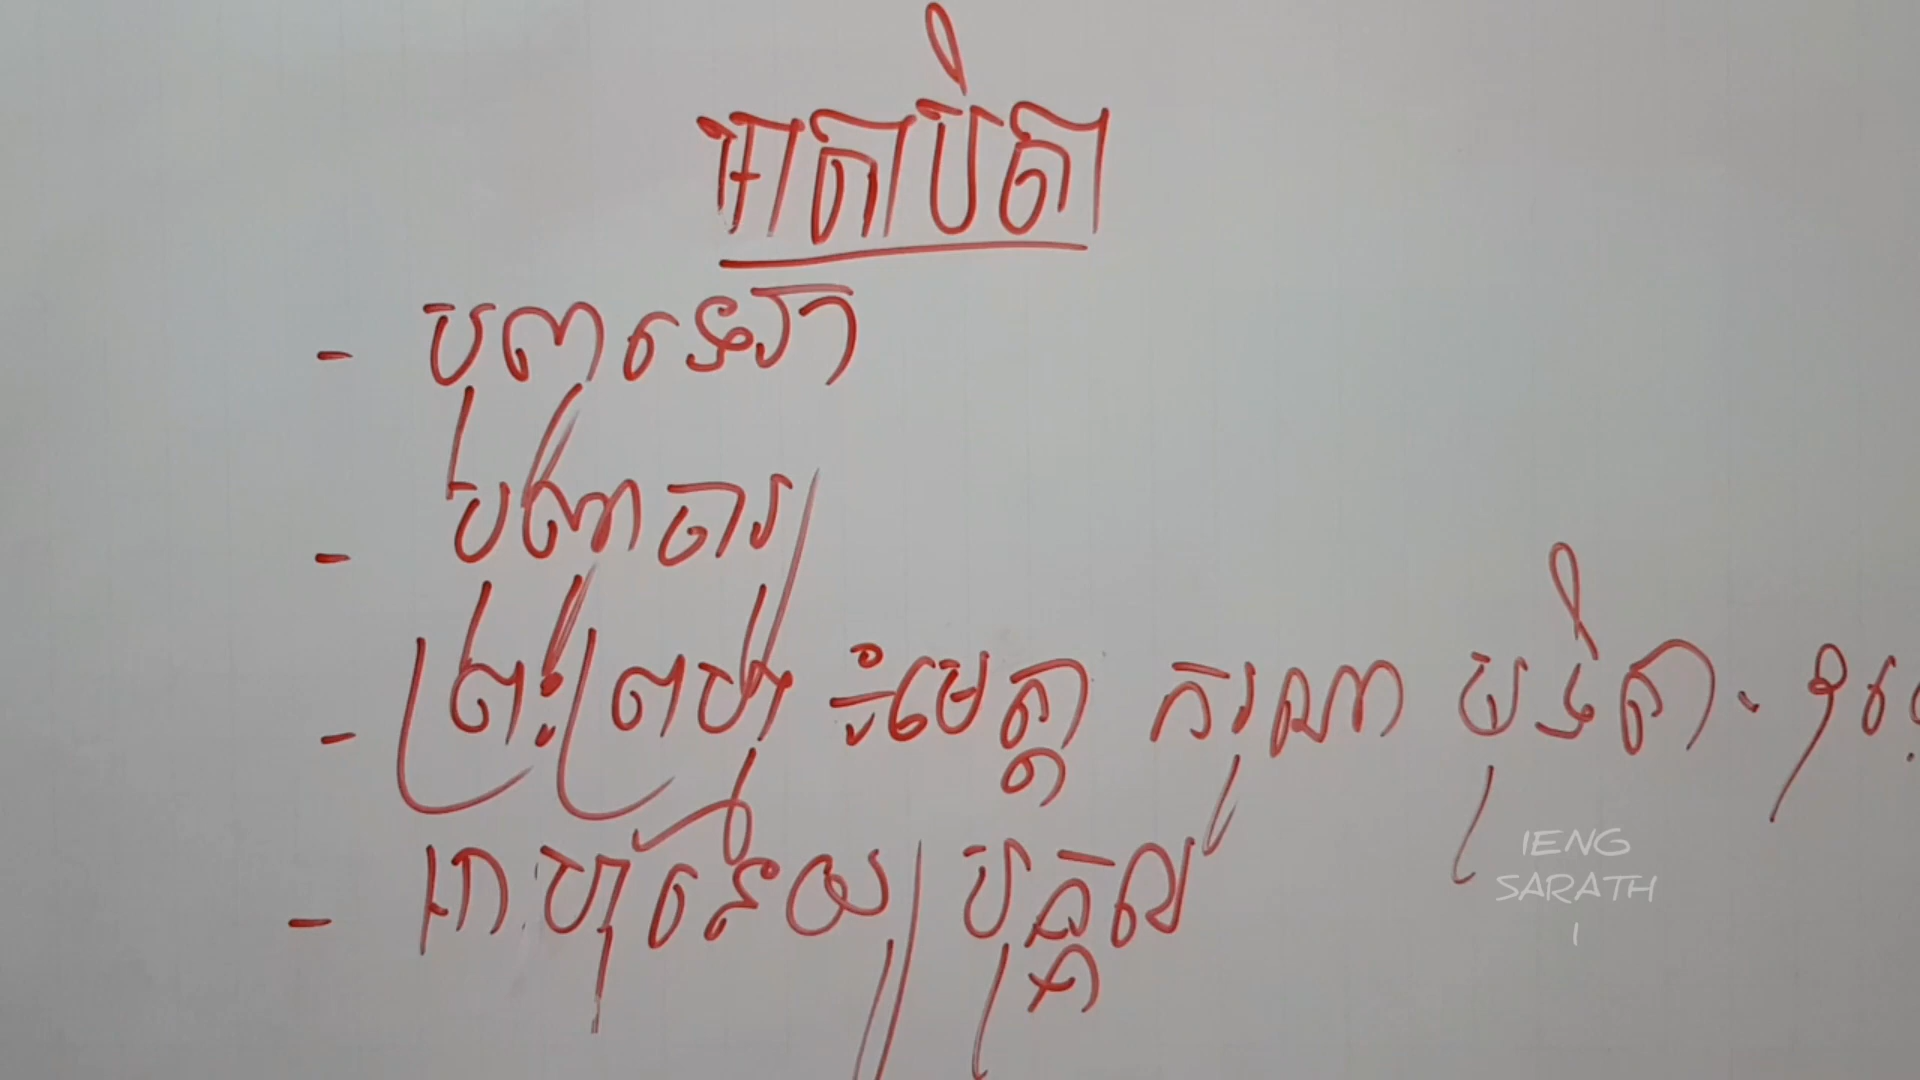 មាតាបិតា
- បុព្វទេវតា
- បុព្វាចារ្យ
- ព្រះព្រហ្ម ៖ មេត្តា ករុណា មុទិតា
- អាហុនេយ្យ បុគ្គល
IENG
SARATH